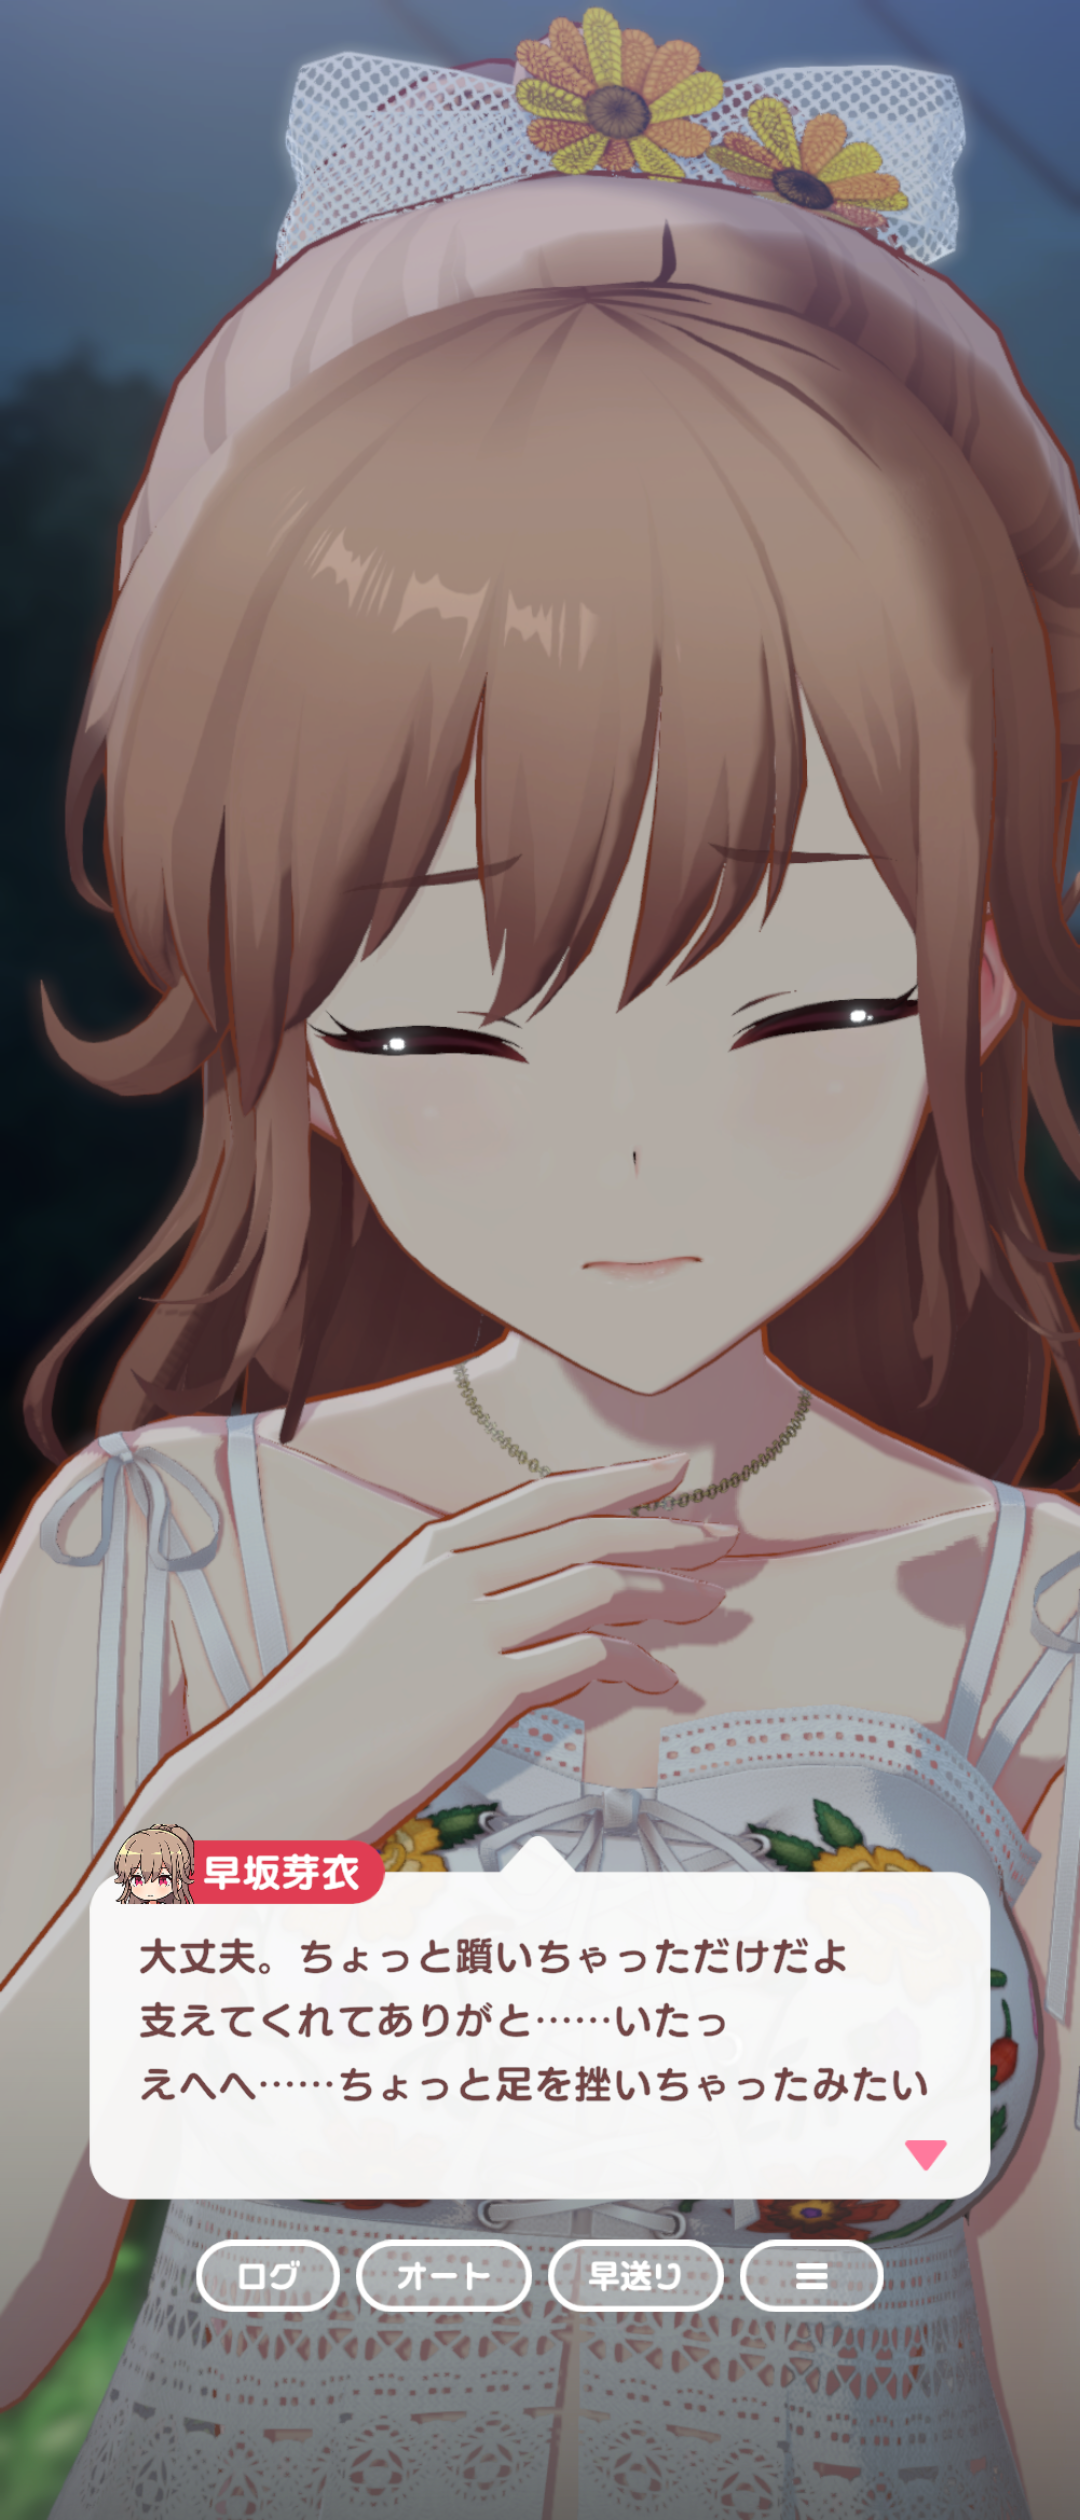 早坂芽衣
大丈夫。ちょっと躓いちゃっただけだよ
支えてくれてありがと……いたっ
えへへ……ちょっと足を挫いちゃったみたい
ログ
オート
早送り